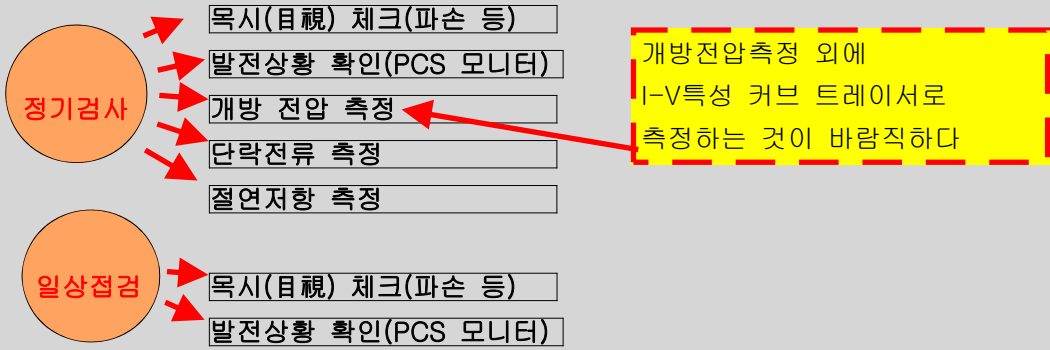 정기검사
목시(目視) 체크(파손 등)
발전상황 확인(PCS 모니터)
개방 전압 측정
단락전류 측정
절연저항 측정
개방전압측정 외에
I-V특성 커브 트레이서로
측정하는 것이 바람직하다
일상점검
목시(目視) 체크(파손 등)
발전상황 확인(PCS 모니터)